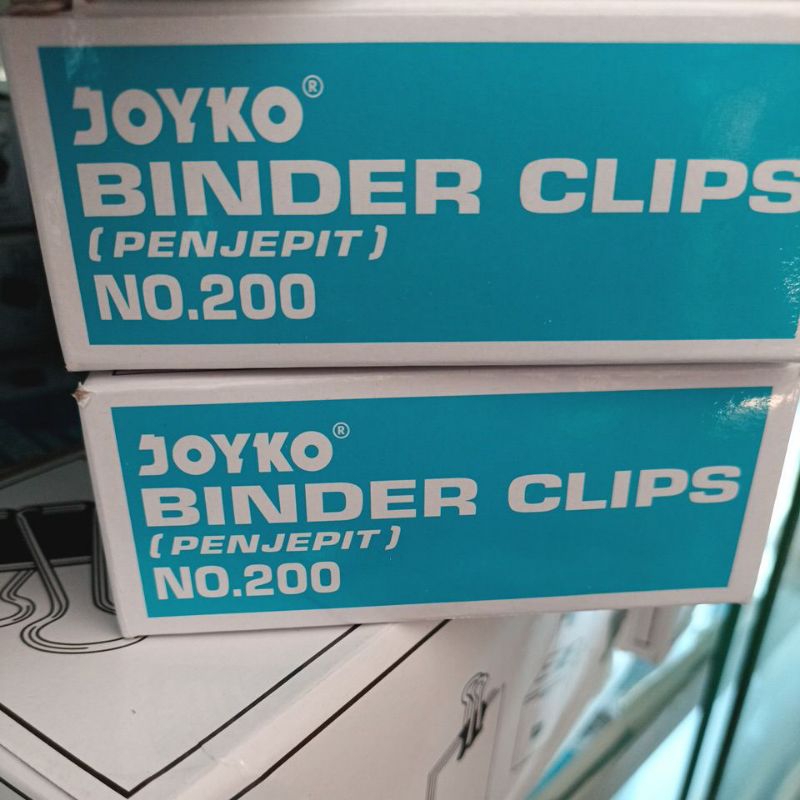 JOYKO®
BINDER CLIPS
(PENJEPIT)
NO.200
JOYKO®
BINDER CLIPS
(PENJEPIT)
NO.200